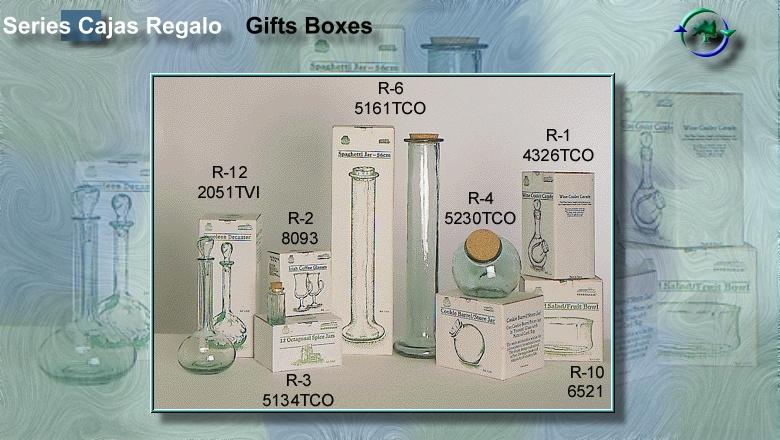 Series Cajas Regalo Gifts Boxes
R-6
5161TCO
R-1
4326TCO
R-12
2051TVI
R-4
5230TCO
R-2
8093
Spaghetti Jar - 56cm
Wine Cooler Carafe
Decanter
Irish Coffee Glasses
Salad/Fruit Bowl
Cookie Barrel/Store Jar
12 Octagonal Spice Jars
R-3
5134TCO
R-10
6521